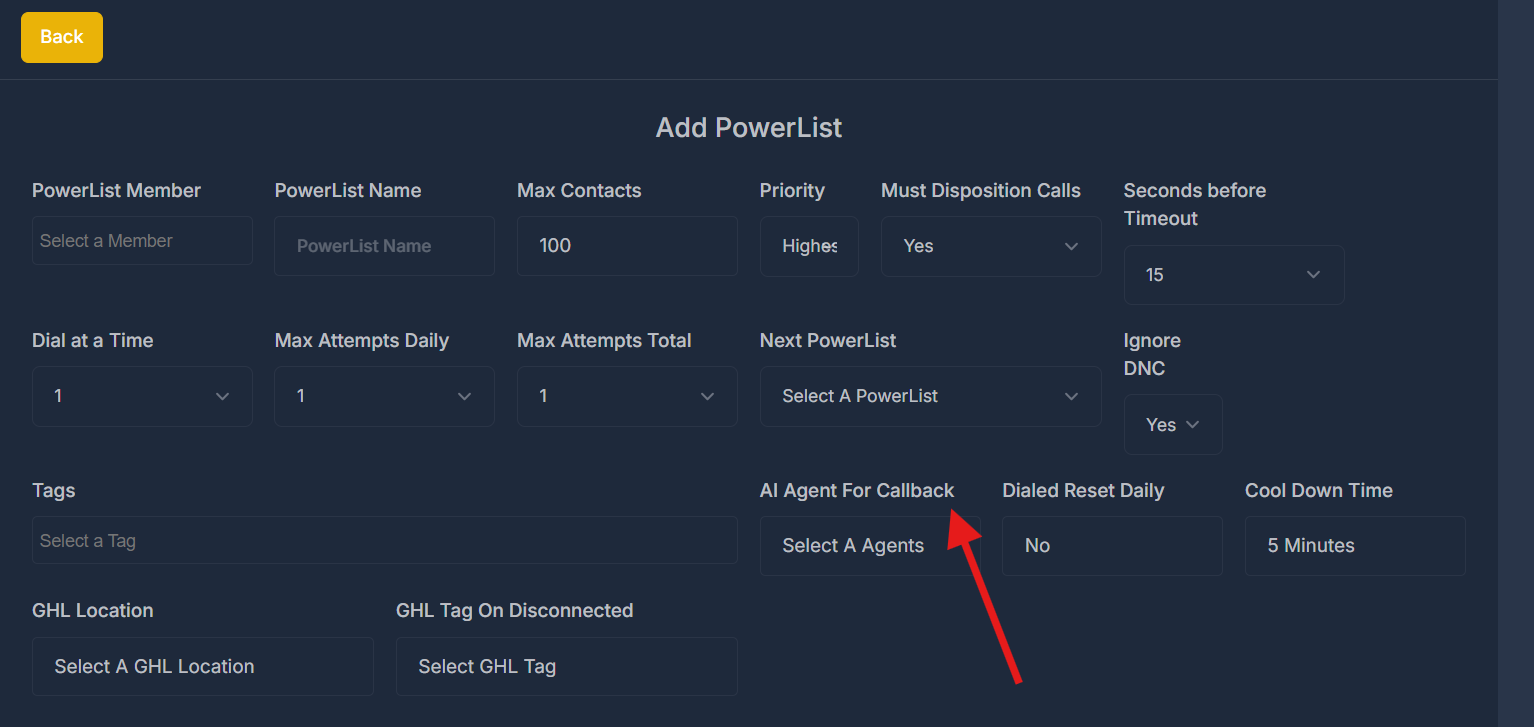 Back
Add PowerList
PowerList Member
PowerList Name
Max Contacts
Priority
Must Disposition Calls
Seconds before
Timeout
Select a Member
PowerList Name
100
Highes
Yes
15
Dial at a Time
Max Attempts Daily
Max Attempts Total
Next PowerList
Ignore
DNC
1
1
1
Select A PowerList
Yes
Tags
AI Agent For Callback
Dialed Reset Daily
Cool Down Time
Select a Tag
Select A Agents
No
5 Minutes
GHL Location
GHL Tag On Disconnected
Select A GHL Location
Select GHL Tag